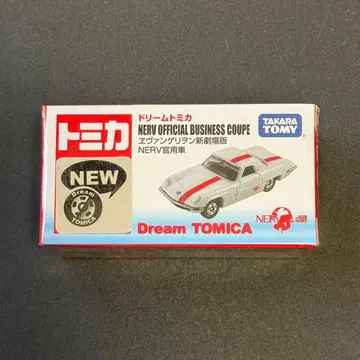 トミカ
NEW
Dream
TOMICA
ドリームトミカ
NERV OFFICIAL BUSINESS COUPE
ヱヴァンゲリヲン新劇場版
NERV官用車
TAKARA
TOMY
NERV
Dream TOMICA